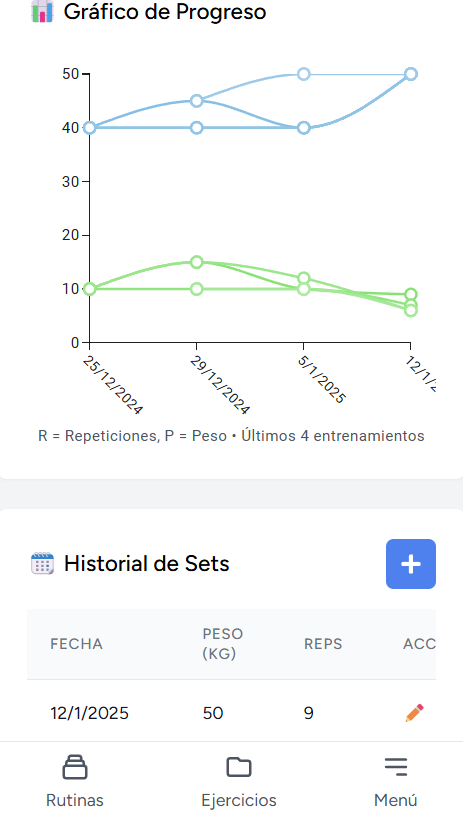 Gráfico de Progreso
50
40
30
20
10
0
25/12/2024
29/12/2024
5/1/2025
12/1/2
R = Repeticiones, P = Peso • Últimos 4 entrenamientos
Historial de Sets
+
FECHA PESO (KG) REPS ACC
12/1/2025 50 9
Rutinas Ejercicios Menú